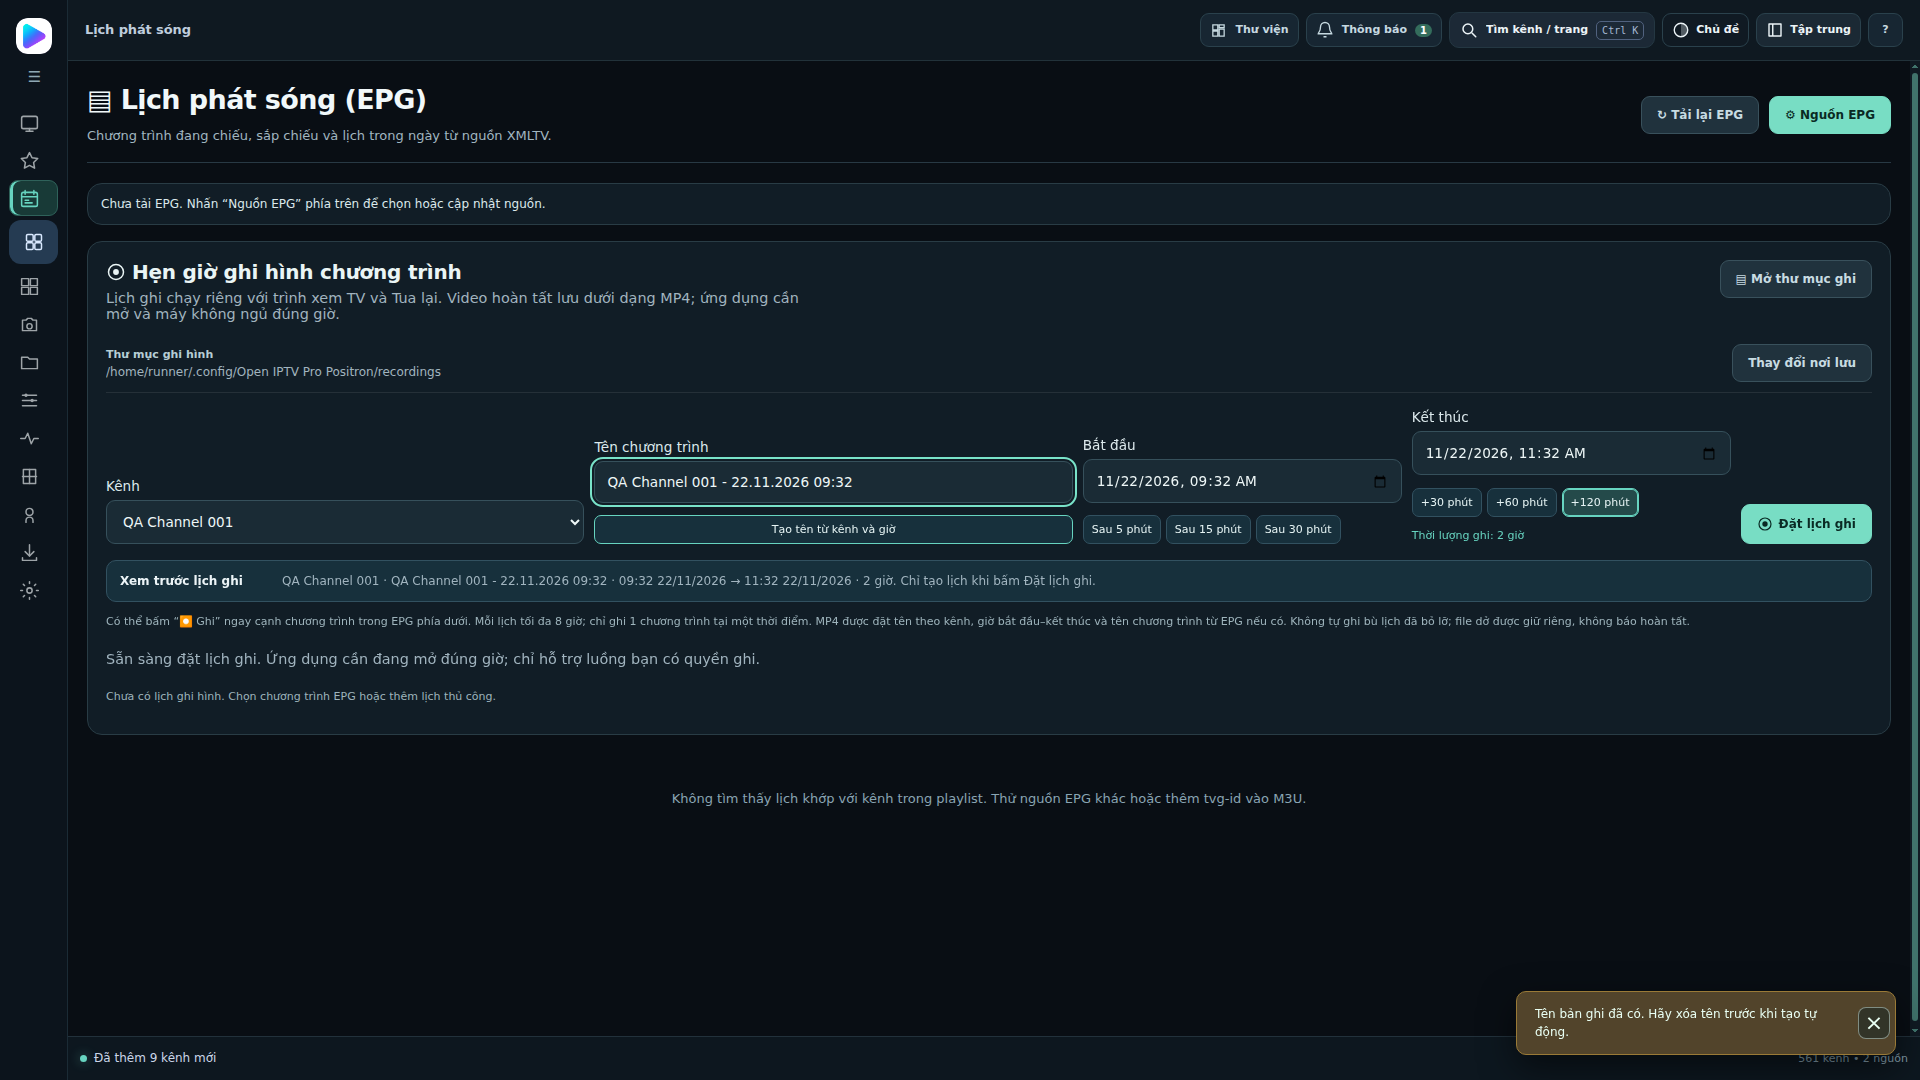 Lịch phát sóng
Thư viện
Thông báo 1
Tìm kênh / trang Ctrl K
Chủ đề
Tập trung
?
Lịch phát sóng (EPG)
Chương trình đang chiếu, sắp chiếu và lịch trong ngày từ nguồn XMLTV.
↻ Tải lại EPG
⚙ Nguồn EPG
Chưa tải EPG. Nhấn “Nguồn EPG” phía trên để chọn hoặc cập nhật nguồn.
Hẹn giờ ghi hình chương trình
Lịch ghi chạy riêng với trình xem TV và Tua lại. Video hoàn tất lưu dưới dạng MP4; ứng dụng cần
mở và máy không ngủ đúng giờ.
Mở thư mục ghi
Thư mục ghi hình
/home/runner/.config/Open IPTV Pro Positron/recordings
Thay đổi nơi lưu
Kênh
QA Channel 001
Tên chương trình
QA Channel 001 - 22.11.2026 09:32
Tạo tên từ kênh và giờ
Bắt đầu
11/22/2026, 09:32 AM
Sau 5 phút
Sau 15 phút
Sau 30 phút
Kết thúc
11/22/2026, 11:32 AM
+30 phút
+60 phút
+120 phút
Thời lượng ghi: 2 giờ
Đặt lịch ghi
Xem trước lịch ghi
QA Channel 001 · QA Channel 001 - 22.11.2026 09:32 · 09:32 22/11/2026 → 11:32 22/11/2026 · 2 giờ. Chỉ tạo lịch khi bấm Đặt lịch ghi.
Có thể bấm “⏺ Ghi” ngay cạnh chương trình trong EPG phía dưới. Mỗi lịch tối đa 8 giờ; chỉ ghi 1 chương trình tại một thời điểm. MP4 được đặt tên theo kênh, giờ bắt đầu–kết thúc và tên chương trình từ EPG nếu có. Không tự ghi bù lịch đã bỏ lỡ; file dở được giữ riêng, không báo hoàn tất.
Sẵn sàng đặt lịch ghi. Ứng dụng cần đang mở đúng giờ; chỉ hỗ trợ luồng bạn có quyền ghi.
Chưa có lịch ghi hình. Chọn chương trình EPG hoặc thêm lịch thủ công.
Không tìm thấy lịch khớp với kênh trong playlist. Thử nguồn EPG khác hoặc thêm tvg-id vào M3U.
Tên bản ghi đã có. Hãy xóa tên trước khi tạo tự
động.
Đã thêm 9 kênh mới
561 kênh • 2 nguồn